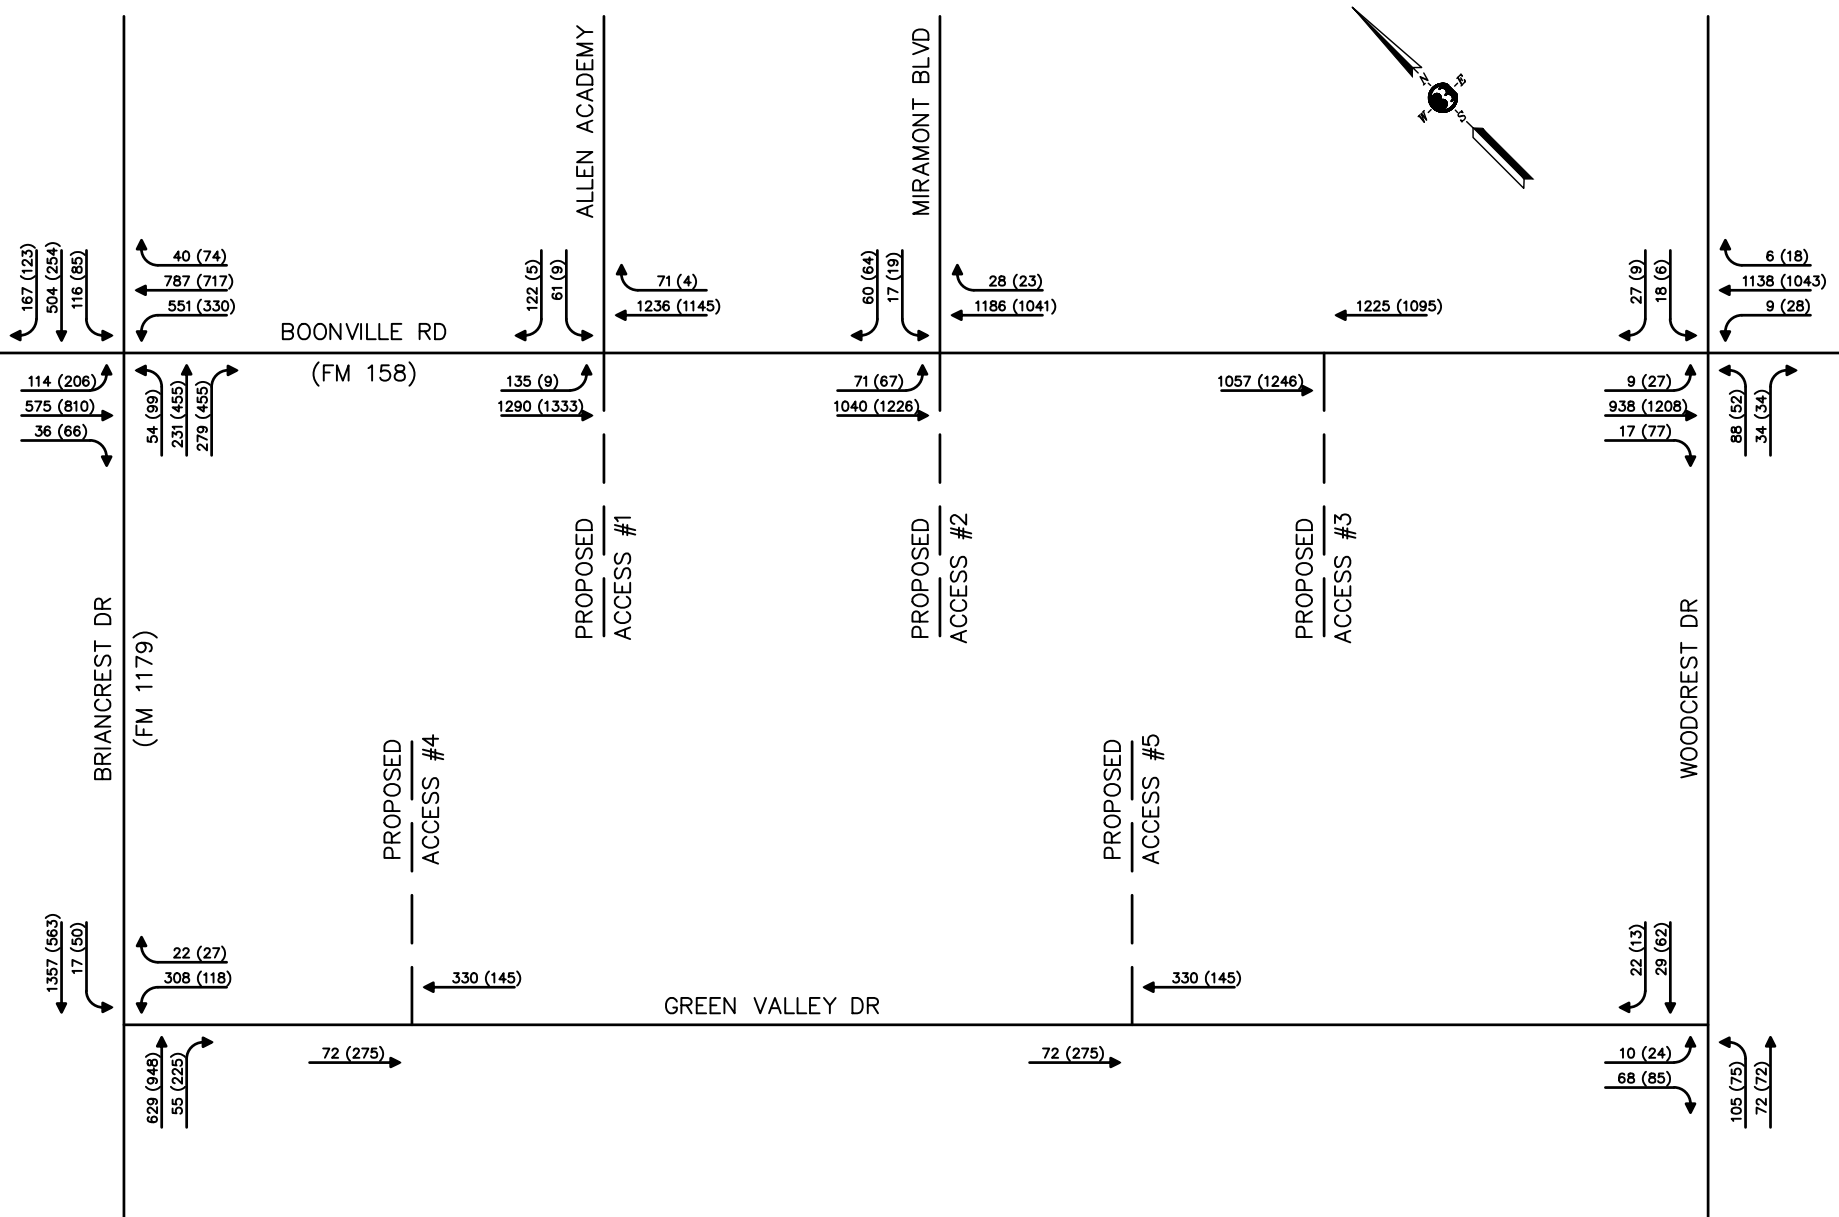 ALLEN ACADEMY
MIRAMONT BLVD
N
E
W
S
167 (123)
504 (254)
116 (85)
40 (74)
787 (717)
551 (330)
122 (5)
61 (9)
71 (4)
1236 (1145)
60 (64)
17 (19)
28 (23)
1186 (1041)
1225 (1095)
27 (9)
18 (6)
6 (18)
1138 (1043)
9 (28)
BOONVILLE RD
(FM 158)
114 (206)
575 (810)
36 (66)
54 (99)
231 (455)
279 (455)
135 (9)
1290 (1333)
71 (67)
1040 (1226)
1057 (1246)
9 (27)
938 (1208)
17 (77)
88 (52)
34 (34)
PROPOSED
ACCESS #1
PROPOSED
ACCESS #2
PROPOSED
ACCESS #3
BRIANCREST DR
(FM 1179)
WOODCREST DR
PROPOSED
ACCESS #4
PROPOSED
ACCESS #5
1357 (563)
17 (50)
22 (27)
308 (118)
330 (145)
330 (145)
22 (13)
29 (62)
GREEN VALLEY DR
629 (948)
55 (225)
72 (275)
72 (275)
10 (24)
68 (85)
105 (75)
72 (72)